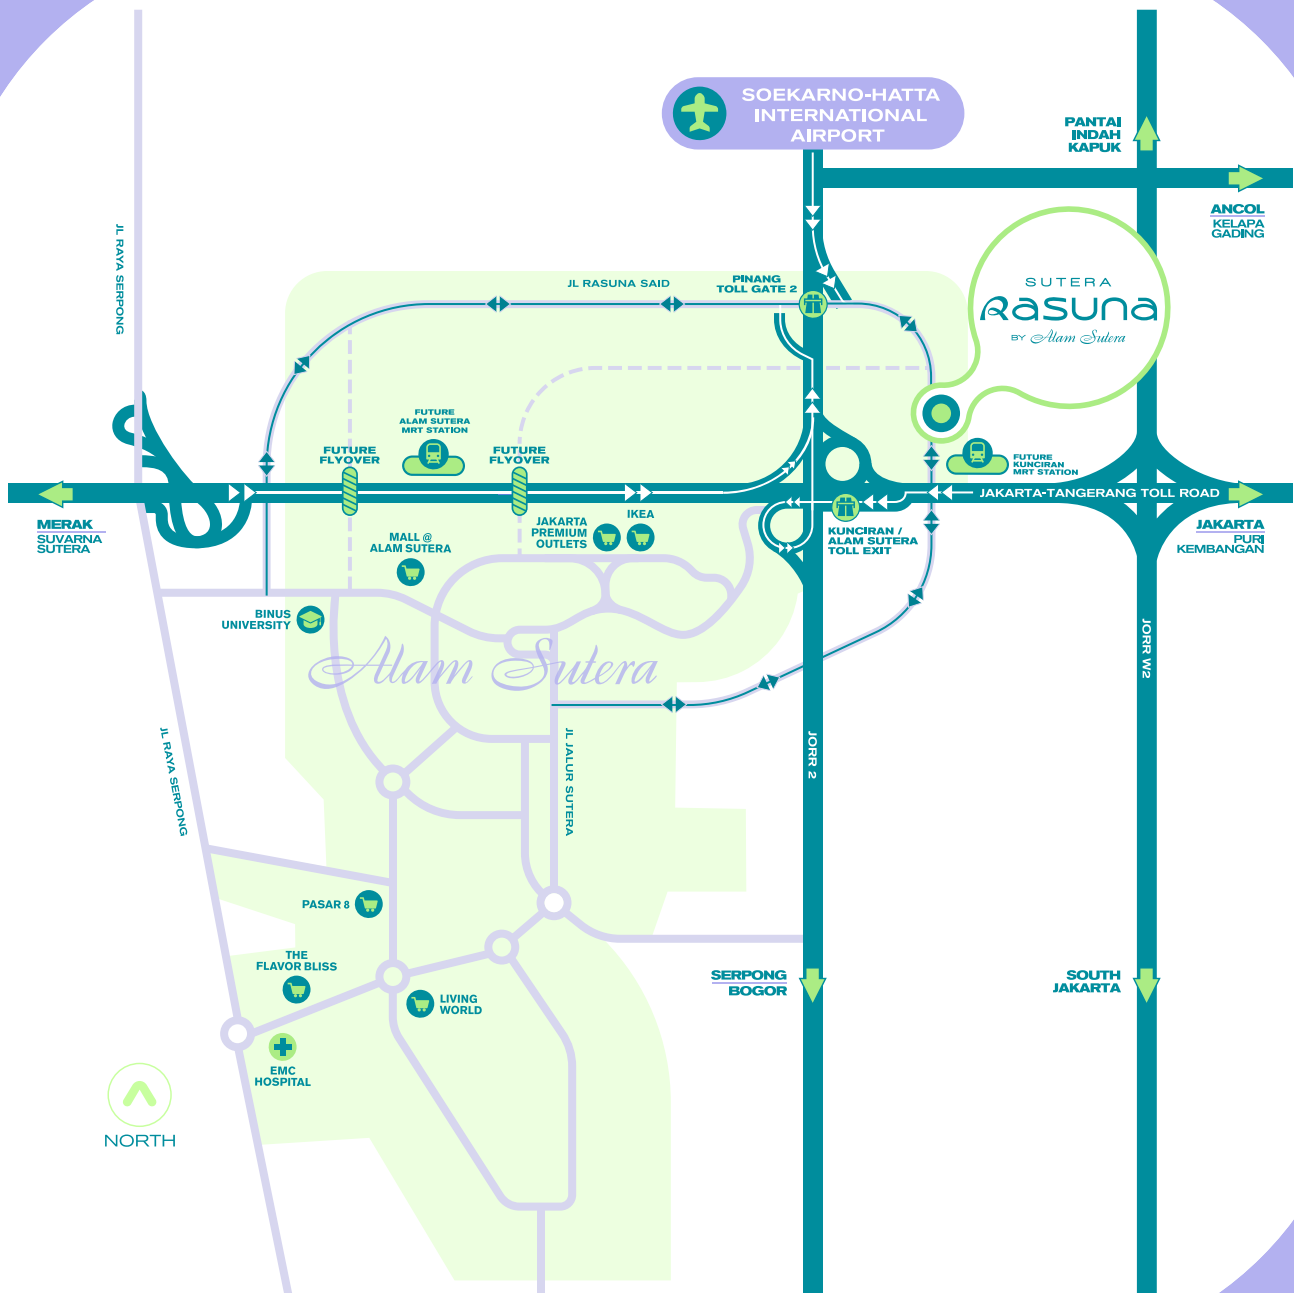 SOEKARNO-HATTA
INTERNATIONAL
AIRPORT
PANTAI
INDAH
KAPUK
ANCOL
KELAPA
GADING
JL RAYA SERPONG
JL RASUNA SAID
PINANG
TOLL GATE 2
SUTERA
Rasuna
BY Alam Sutera
FUTURE
ALAM SUTERA
MRT STATION
FUTURE
FLYOVER
FUTURE
FLYOVER
FUTURE
KUNCIRAN
MRT STATION
JAKARTA-TANGERANG TOLL ROAD
MERAK
SUVARNA
SUTERA
MALL @
ALAM SUTERA
JAKARTA
PREMIUM
OUTLETS
IKEA
KUNCIRAN /
ALAM SUTERA
TOLL EXIT
JAKARTA
PURI
KEMBANGAN
BINUS
UNIVERSITY
Alam Sutera
JORR W2
JL RAYA SERPONG
JL JALUR SUTERA
JORR 2
PASAR 8
THE
FLAVOR BLISS
LIVING
WORLD
SERPONG
BOGOR
SOUTH
JAKARTA
EMC
HOSPITAL
NORTH